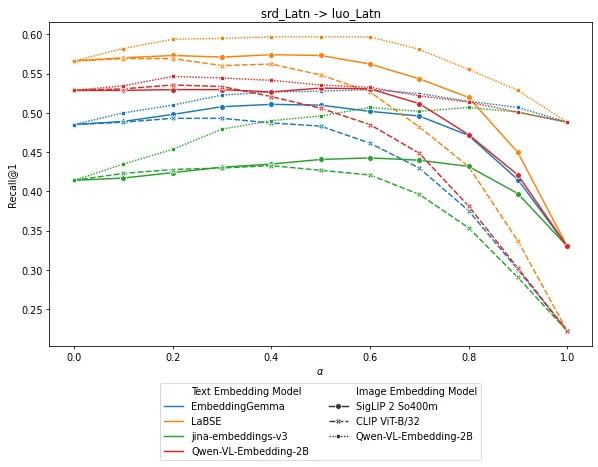 srd_Latn -> luo_Latn
Recall@1
0.60
0.55
0.50
0.45
0.40
0.35
0.30
0.25
0.0 0.2 0.4 0.6 0.8 1.0
α
Text Embedding Model
EmbeddingGemma
LaBSE
jina-embeddings-v3
Qwen-VL-Embedding-2B
Image Embedding Model
SigLIP 2 So400m
CLIP ViT-B/32
Qwen-VL-Embedding-2B